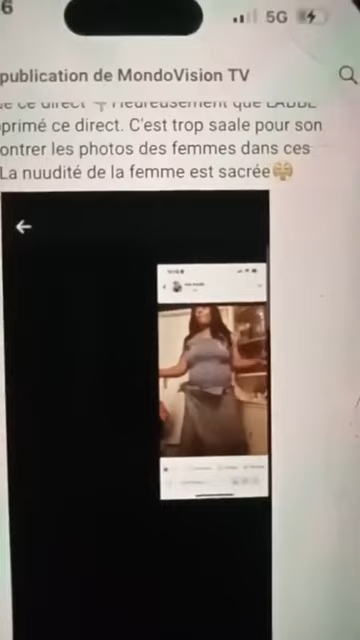 6
5G
publication de MondoVision TV
primé ce direct. C'est trop saale pour son
ontrer les photos des femmes dans ces
La nuudité de la femme est sacrée